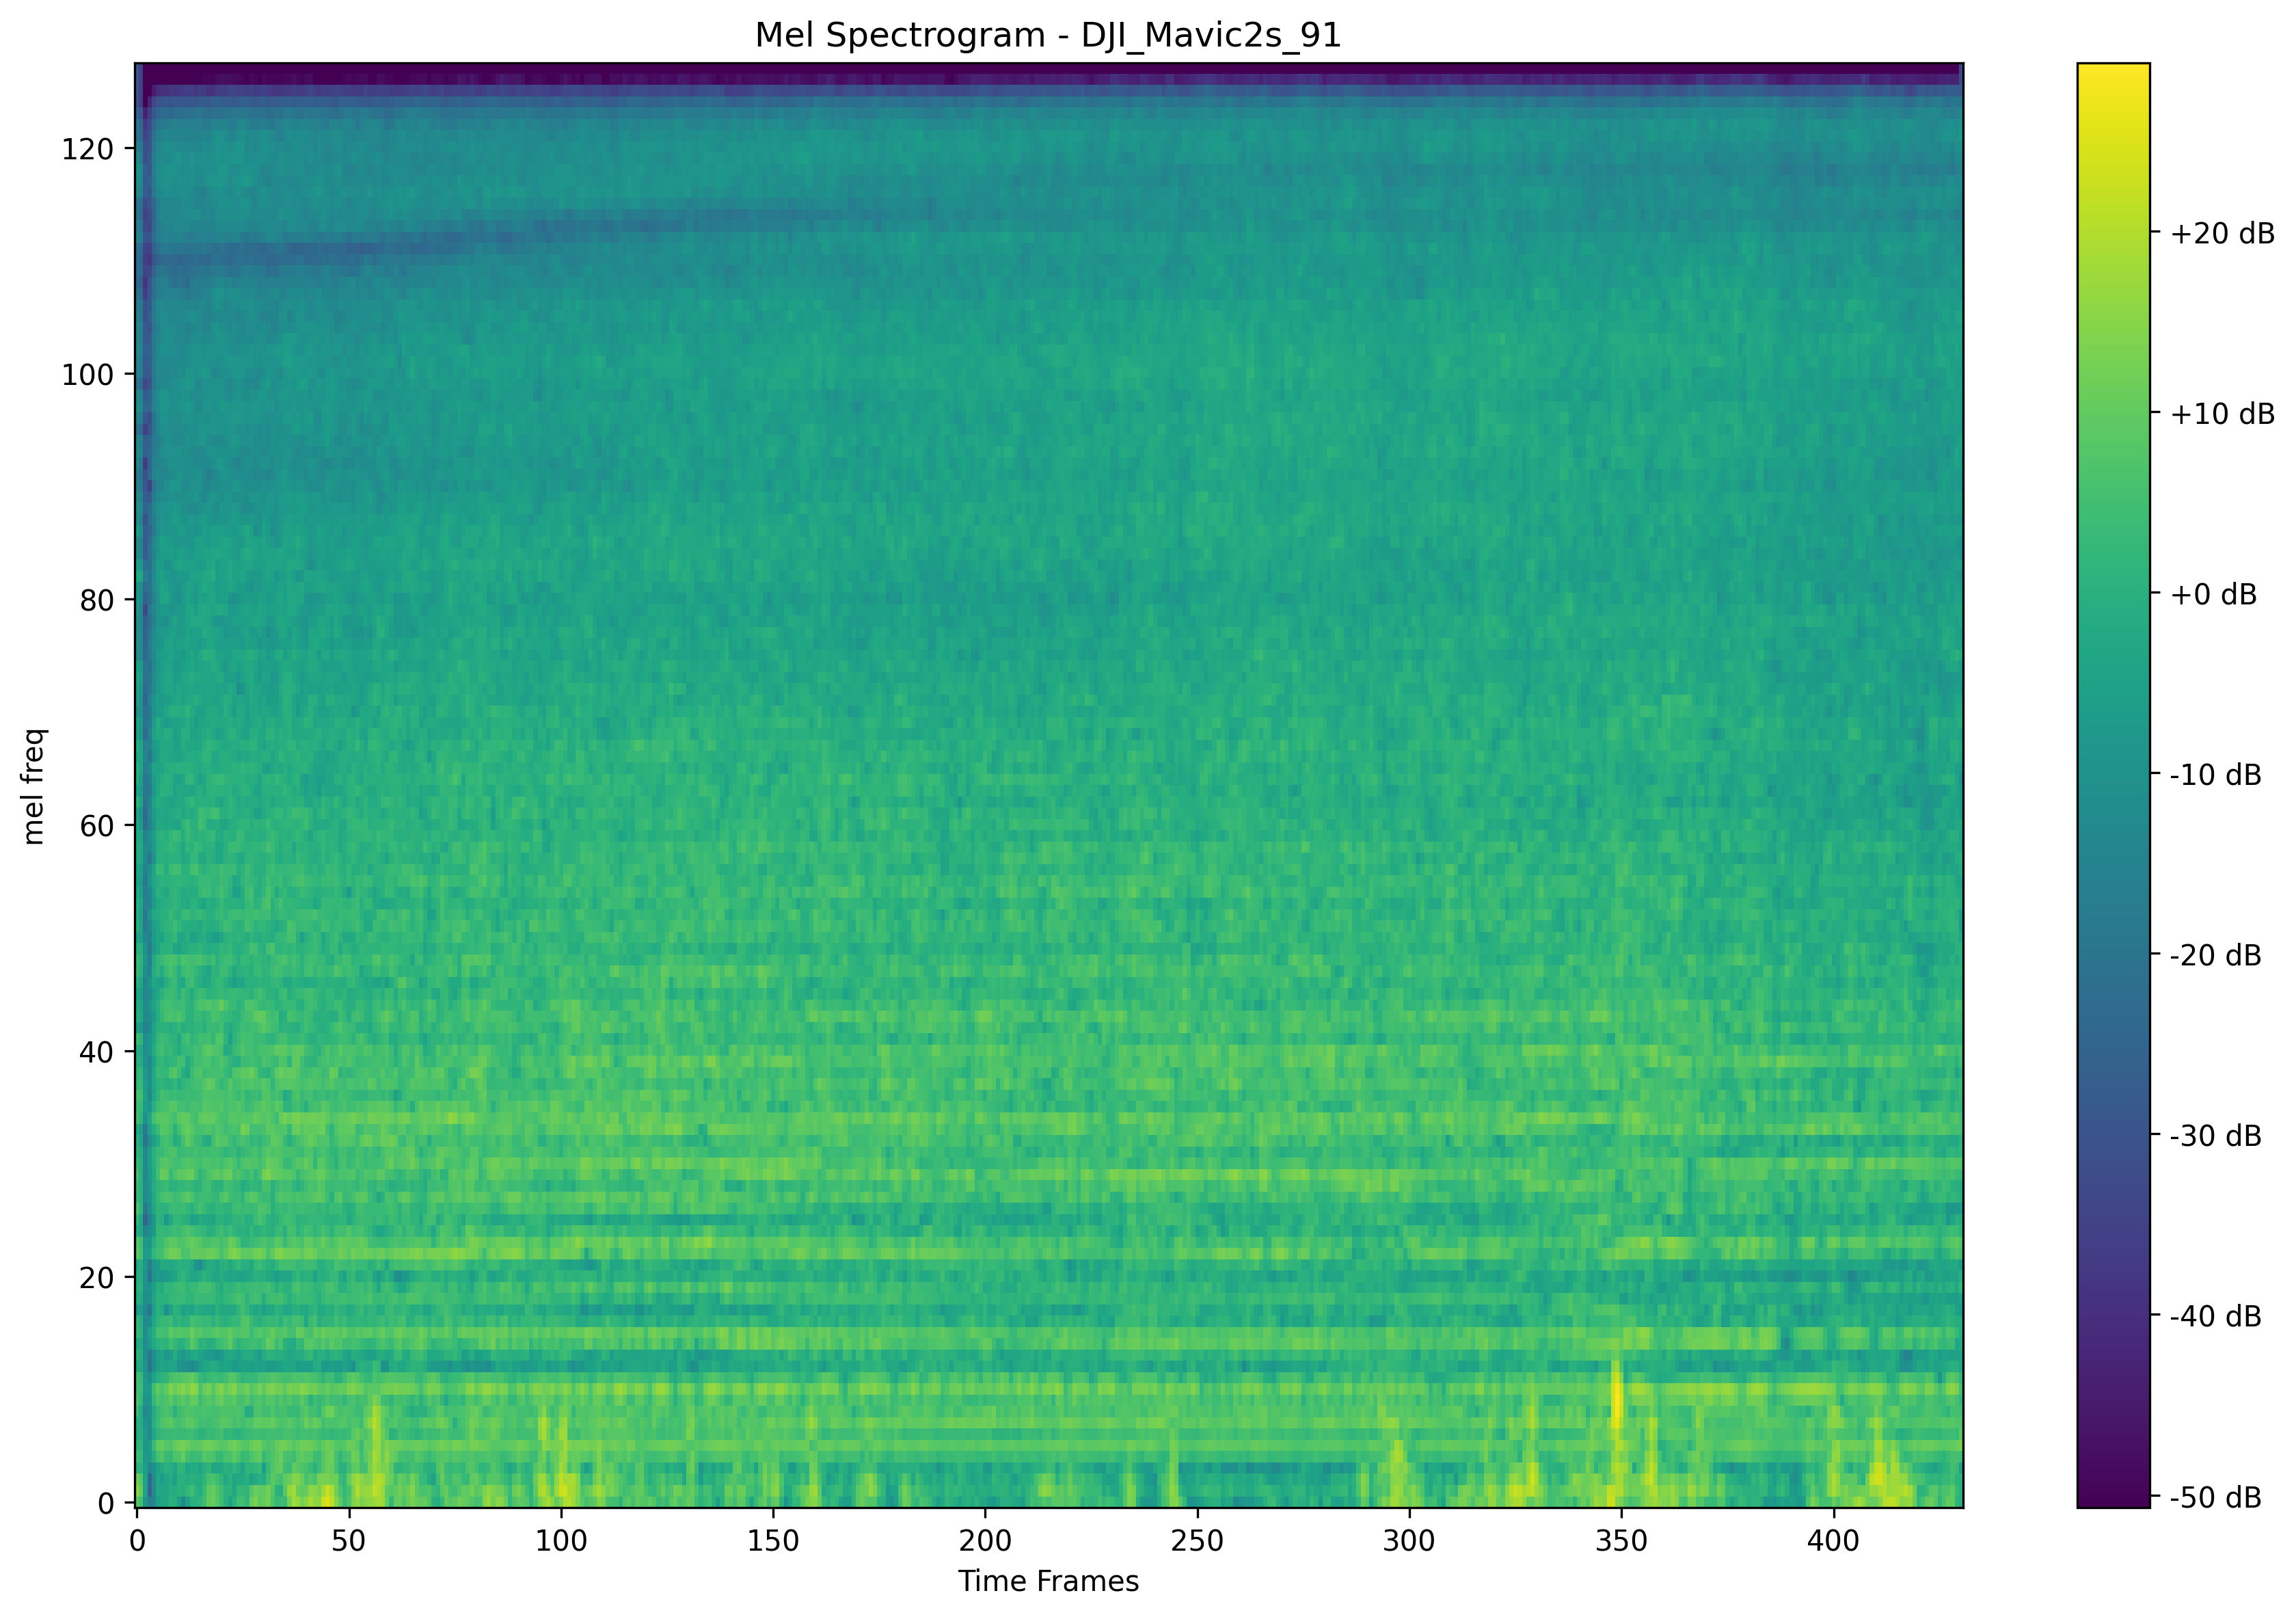 Mel Spectrogram - DJI_Mavic2s_91
mel freq
120
100
80
60
40
20
0
0 50 100 150 200 250 300 350 400
Time Frames
+20 dB
+10 dB
+0 dB
-10 dB
-20 dB
-30 dB
-40 dB
-50 dB